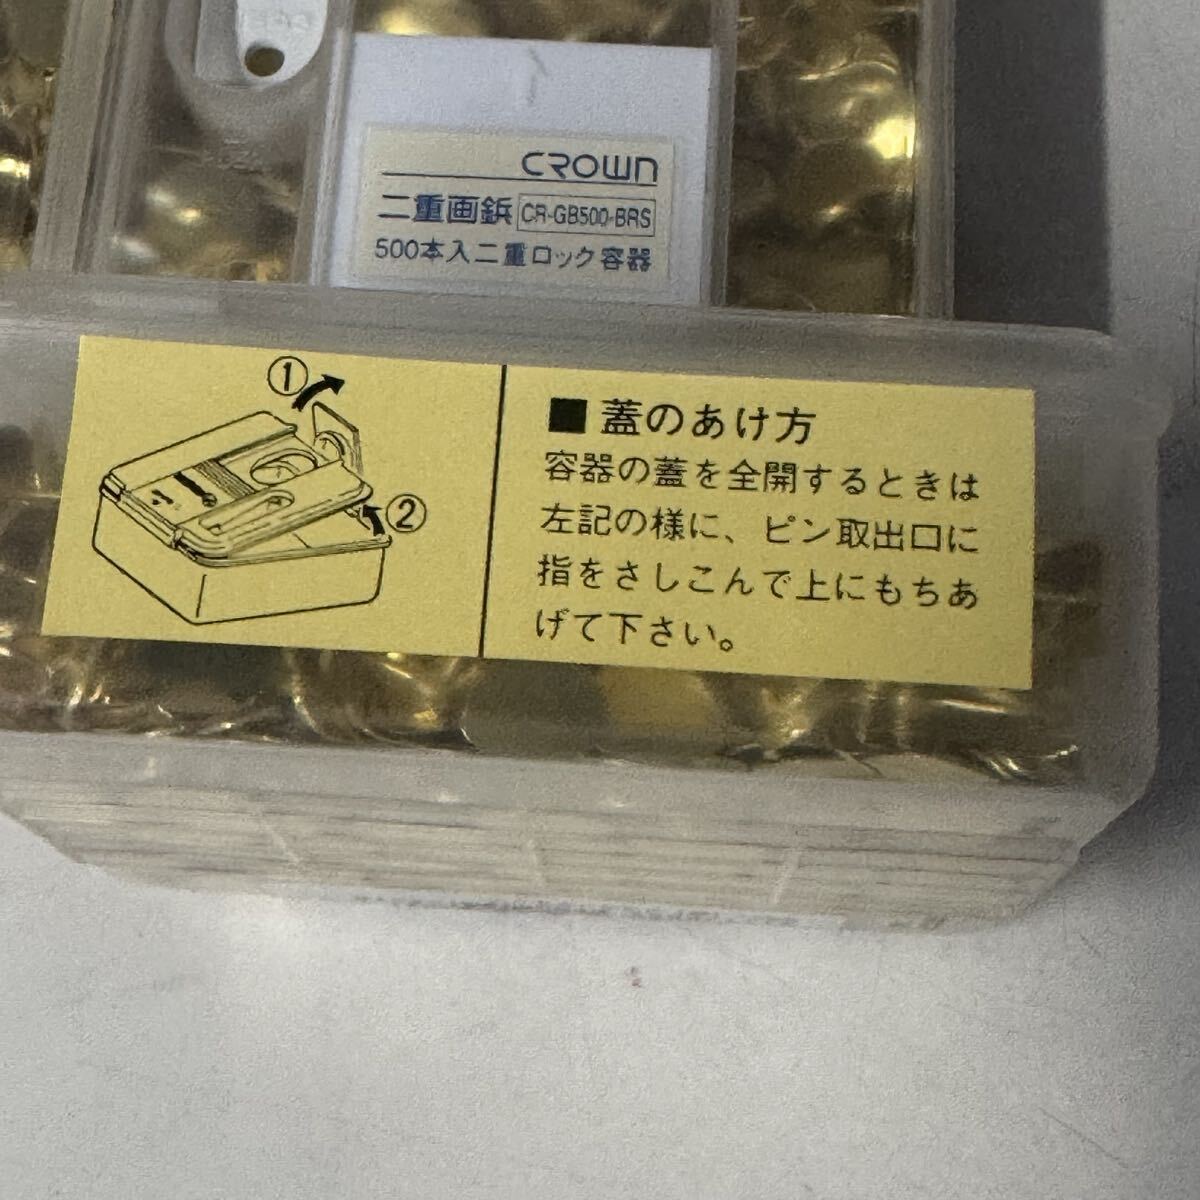 CROWN
二重画鋲 CR-GB500-BRS
500本入二重ロック容器
①
②
■蓋のあけ方
容器の蓋を全開するときは
左記の様に、ピン取出口に
指をさしこんで上にもちあ
げて下さい。